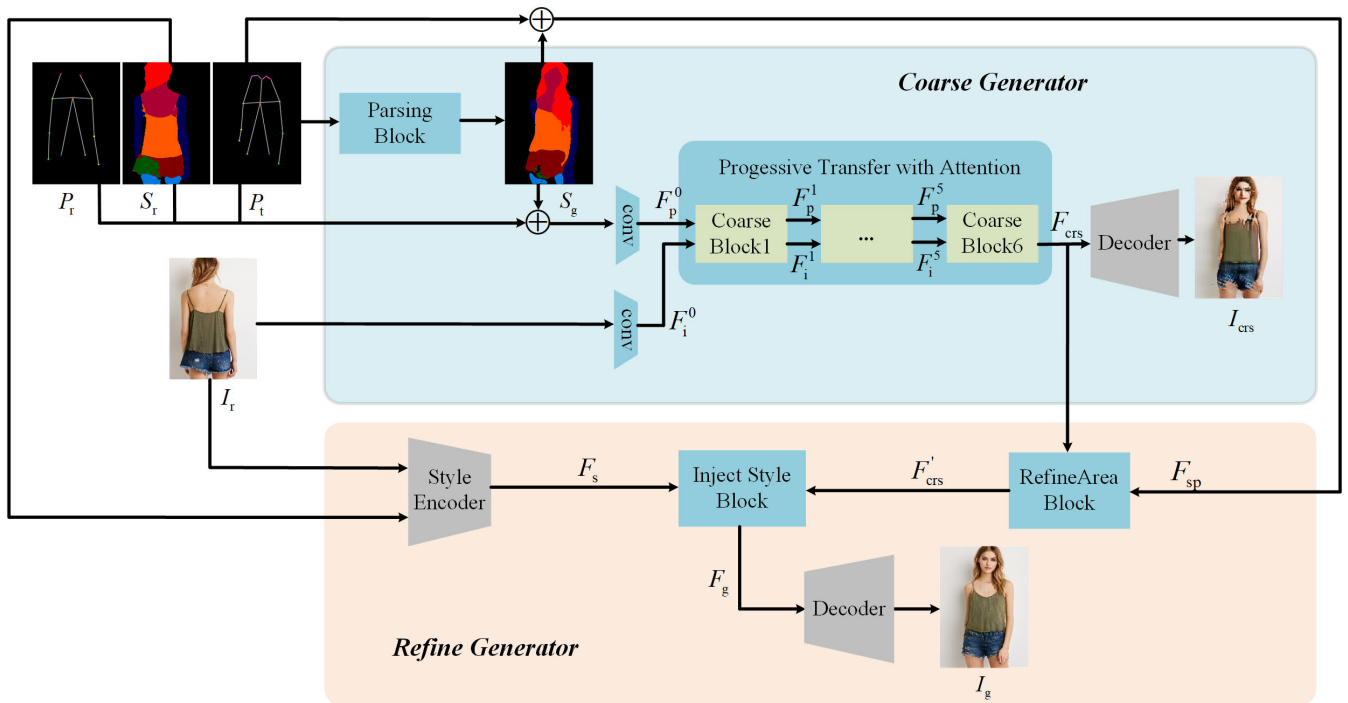 Coarse Generator
Parsing
Block
Progessive Transfer with Attention
P_r
S_r
P_t
S_g
conv
F_p^0
Coarse
Block1
F_p^1
F_i^1
...
F_p^5
F_i^5
Coarse
Block6
F_crs
Decoder
I_crs
conv
F_i^0
I_r
Style
Encoder
F_s
Inject Style
Block
F'_crs
RefineArea
Block
F_sp
F_g
Decoder
I_g
Refine Generator